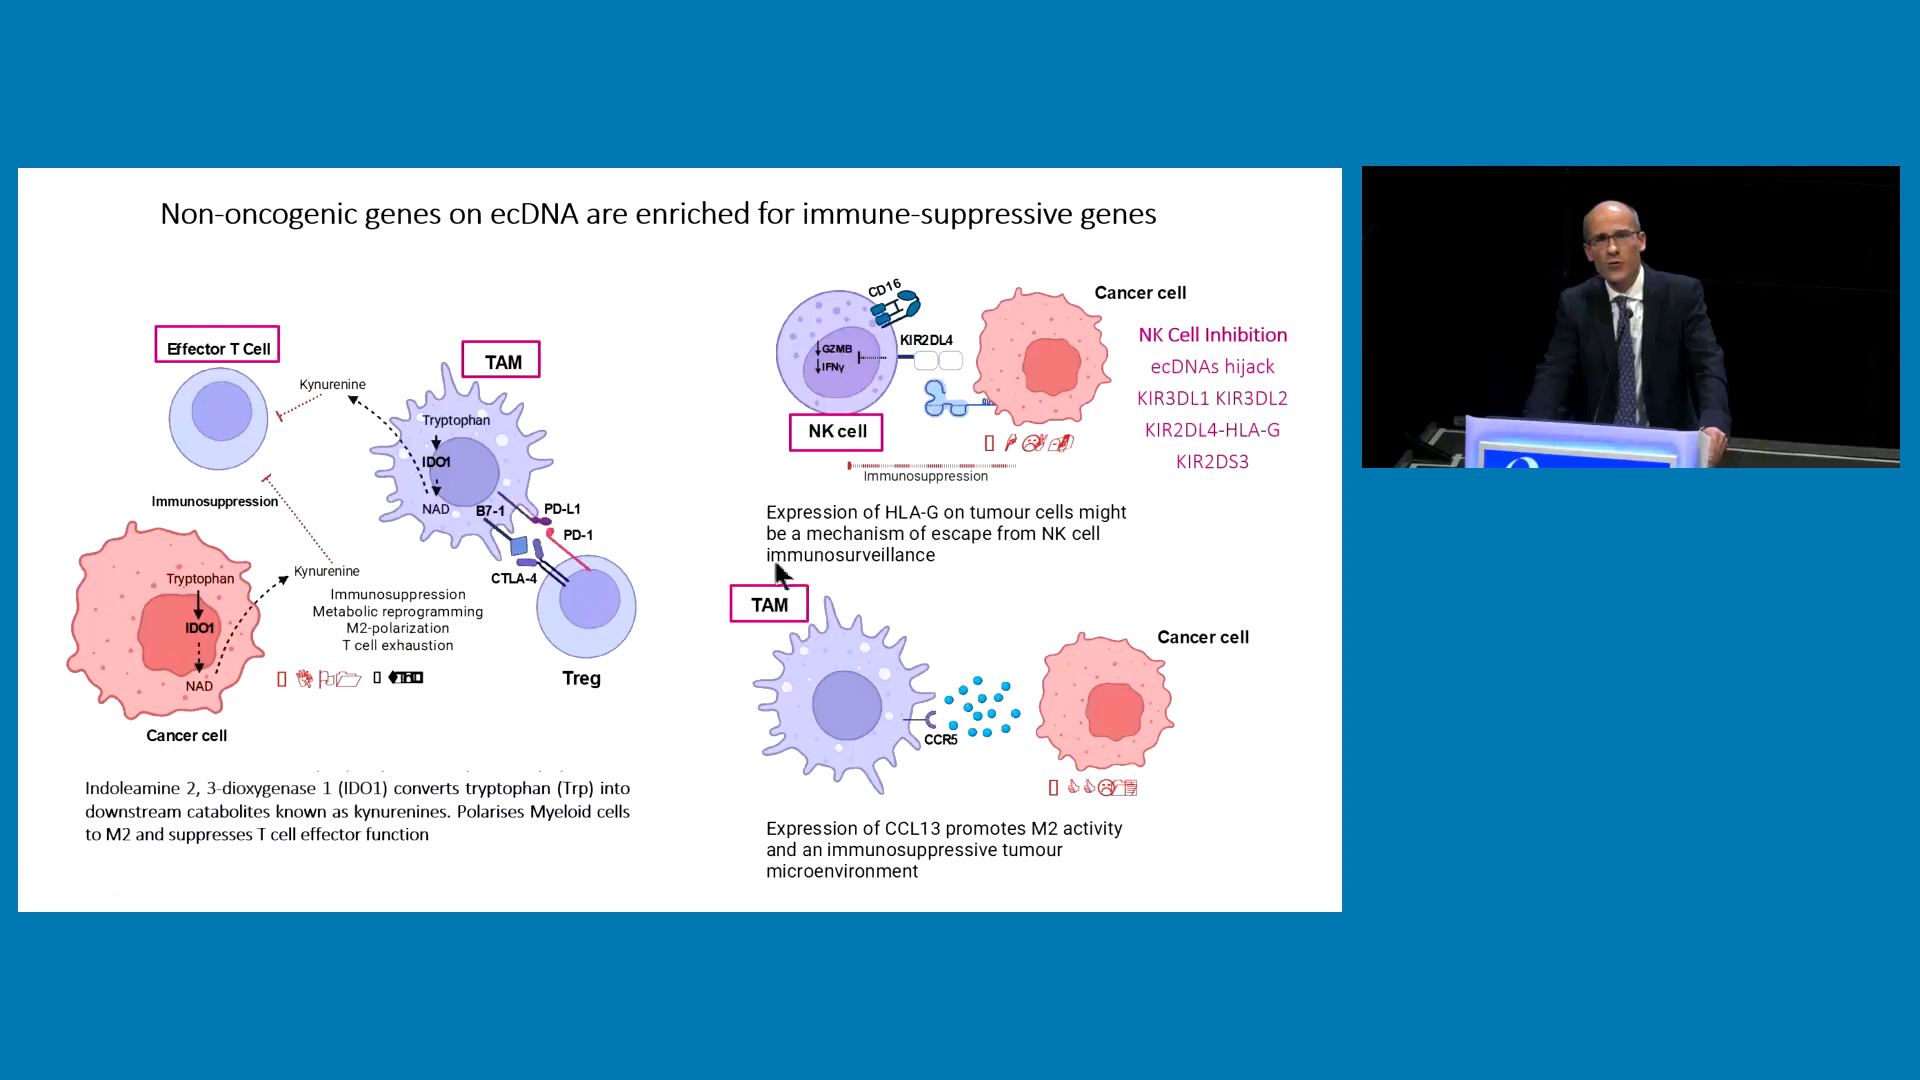 Non-oncogenic genes on ecDNA are enriched for immune-suppressive genes
Effector T Cell
Kynurenine
TAM
Tryptophan
IDO1
NAD
B7-1
PD-L1
PD-1
CTLA-4
Treg
Immunosuppression
Kynurenine
Tryptophan
IDO1
NAD
Cancer cell
Immunosuppression
Metabolic reprogramming
M2-polarization
T cell exhaustion
Indoleamine 2, 3-dioxygenase 1 (IDO1) converts tryptophan (Trp) into
downstream catabolites known as kynurenines. Polarises Myeloid cells
to M2 and suppresses T cell effector function
CD16
KIR2DL4
GZMB
IFNγ
NK cell
Cancer cell
Immunosuppression
NK Cell Inhibition
ecDNAs hijack
KIR3DL1 KIR3DL2
KIR2DL4-HLA-G
KIR2DS3
Expression of HLA-G on tumour cells might
be a mechanism of escape from NK cell
immunosurveillance
TAM
CCR5
Cancer cell
Expression of CCL13 promotes M2 activity
and an immunosuppressive tumour
microenvironment